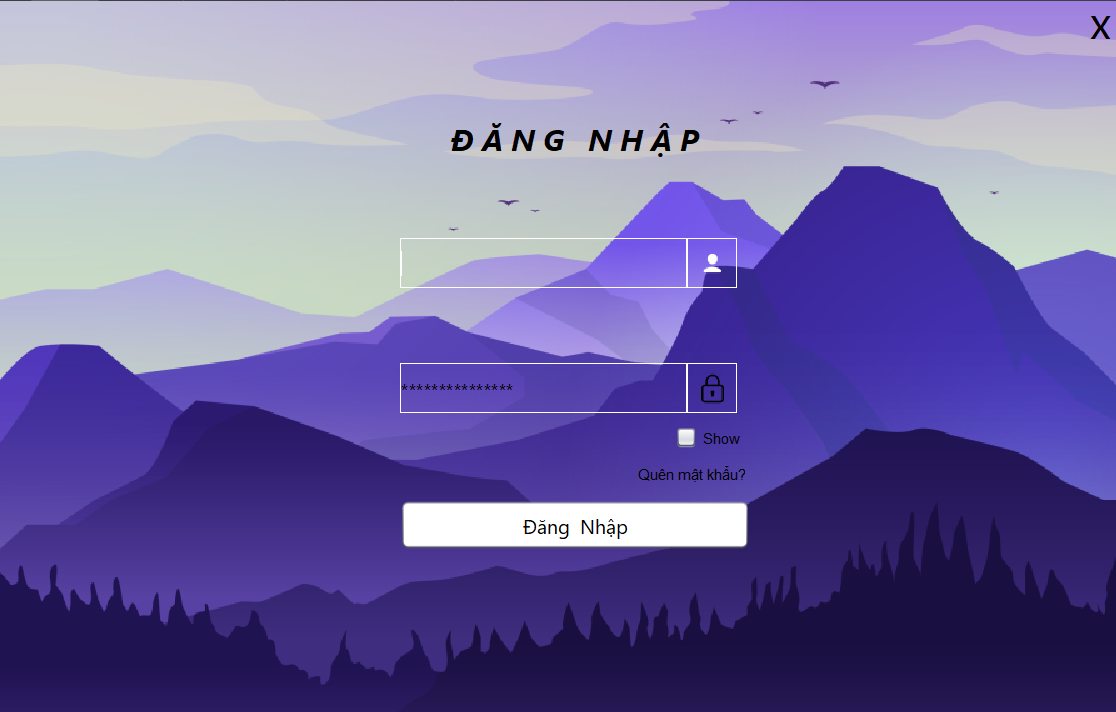 X
ĐĂNG NHẬP
***************
Show
Quên mật khẩu?
Đăng Nhập